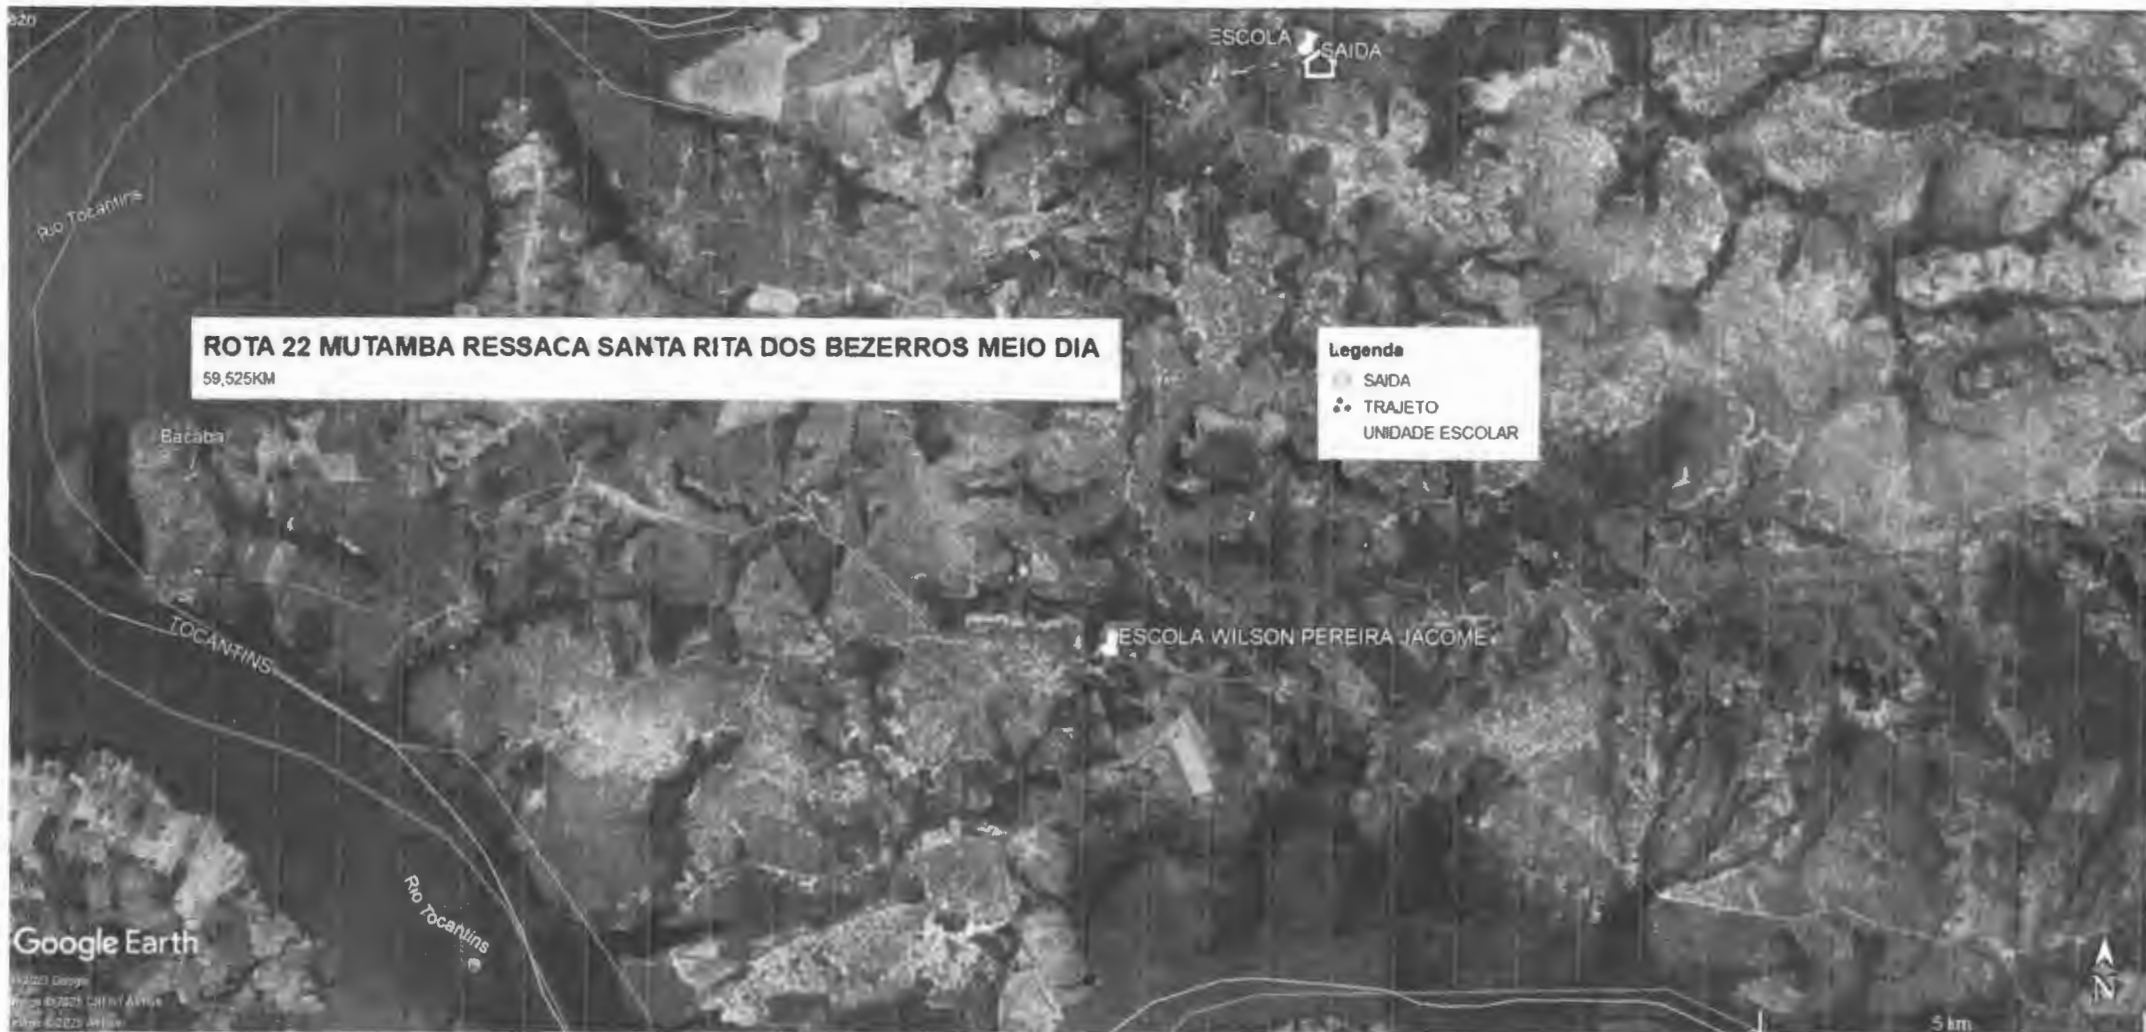 ESCOLA
SAIDA
Rio Tocantins
ROTA 22 MUTAMBA RESSACA SANTA RITA DOS BEZERROS MEIO DIA
59,525KM
Legenda
SAIDA
TRAJETO
UNIDADE ESCOLAR
Bacaba
TOCANTINS
ESCOLA WILSON PEREIRA JACOME
Rio Tocantins
Google Earth
N
5 km